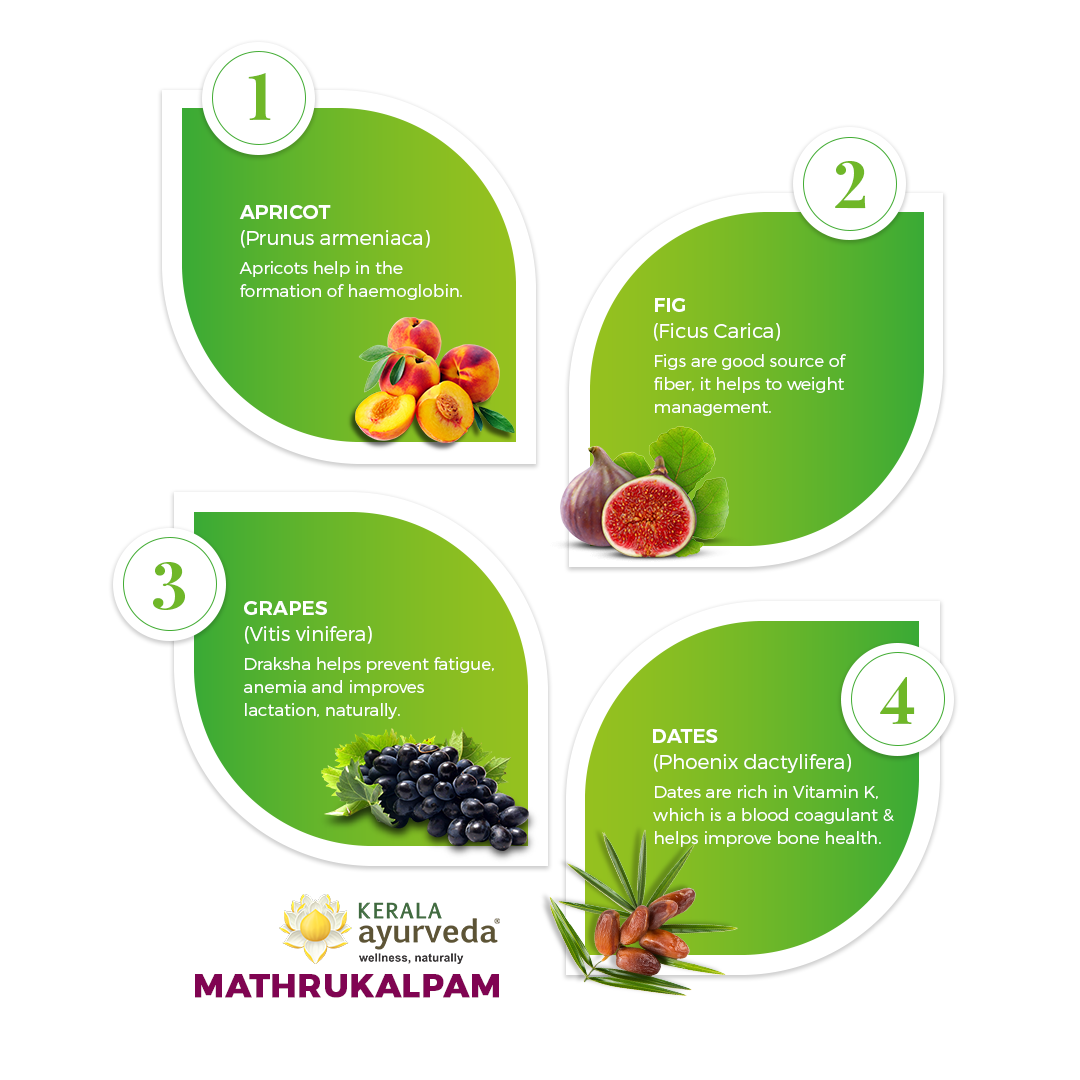 1
APRICOT
(Prunus armeniaca)
Apricots help in the
formation of haemoglobin.
2
FIG
(Ficus Carica)
Figs are good source of
fiber, it helps to weight
management.
3
GRAPES
(Vitis vinifera)
Draksha helps prevent fatigue,
anemia and improves
lactation, naturally.
4
DATES
(Phoenix dactylifera)
Dates are rich in Vitamin K,
which is a blood coagulant &
helps improve bone health.
KERALA
ayurveda®
wellness, naturally
MATHRUKALPAM